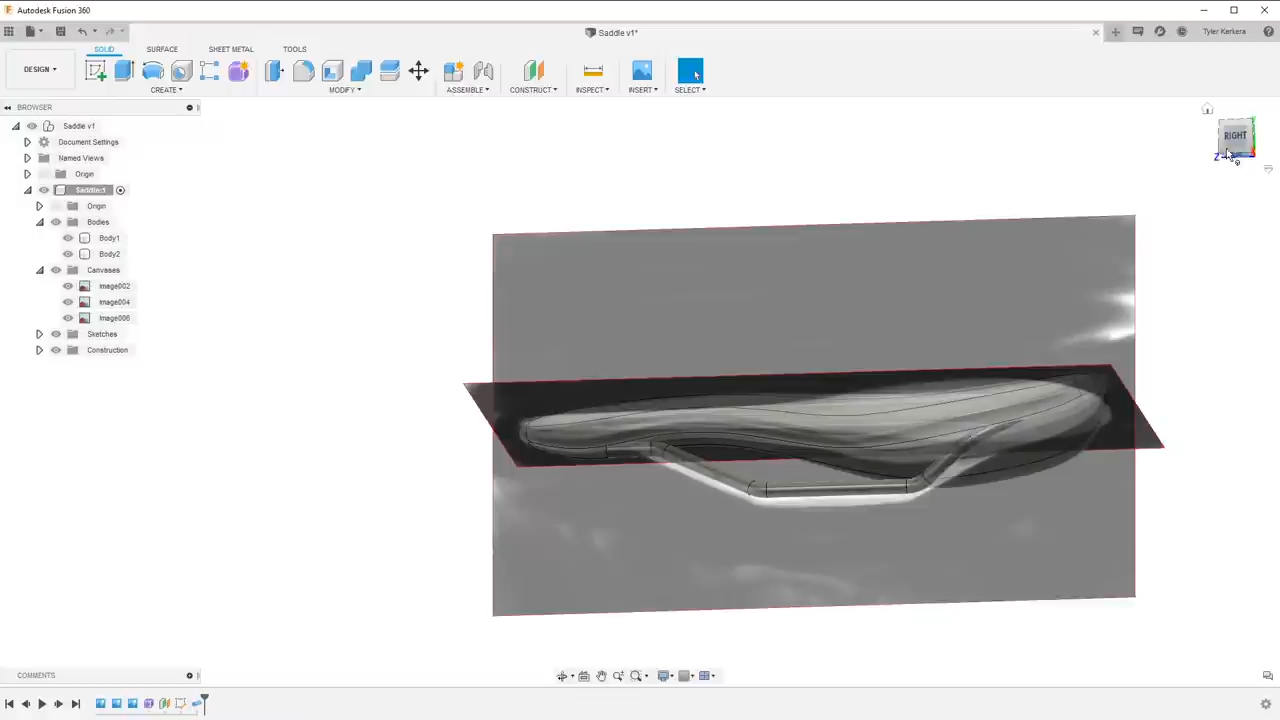 Autodesk Fusion 360
Saddle v1*
Tyler Kerkera
SOLID SURFACE SHEET METAL TOOLS
DESIGN
CREATE MODIFY ASSEMBLE CONSTRUCT INSPECT INSERT SELECT
BROWSER
Saddle v1
Document Settings
Named Views
Origin
Saddle:1
Origin
Bodies
Body1
Body2
Canvases
image002
image004
image006
Sketches
Construction
RIGHT
Z
COMMENTS